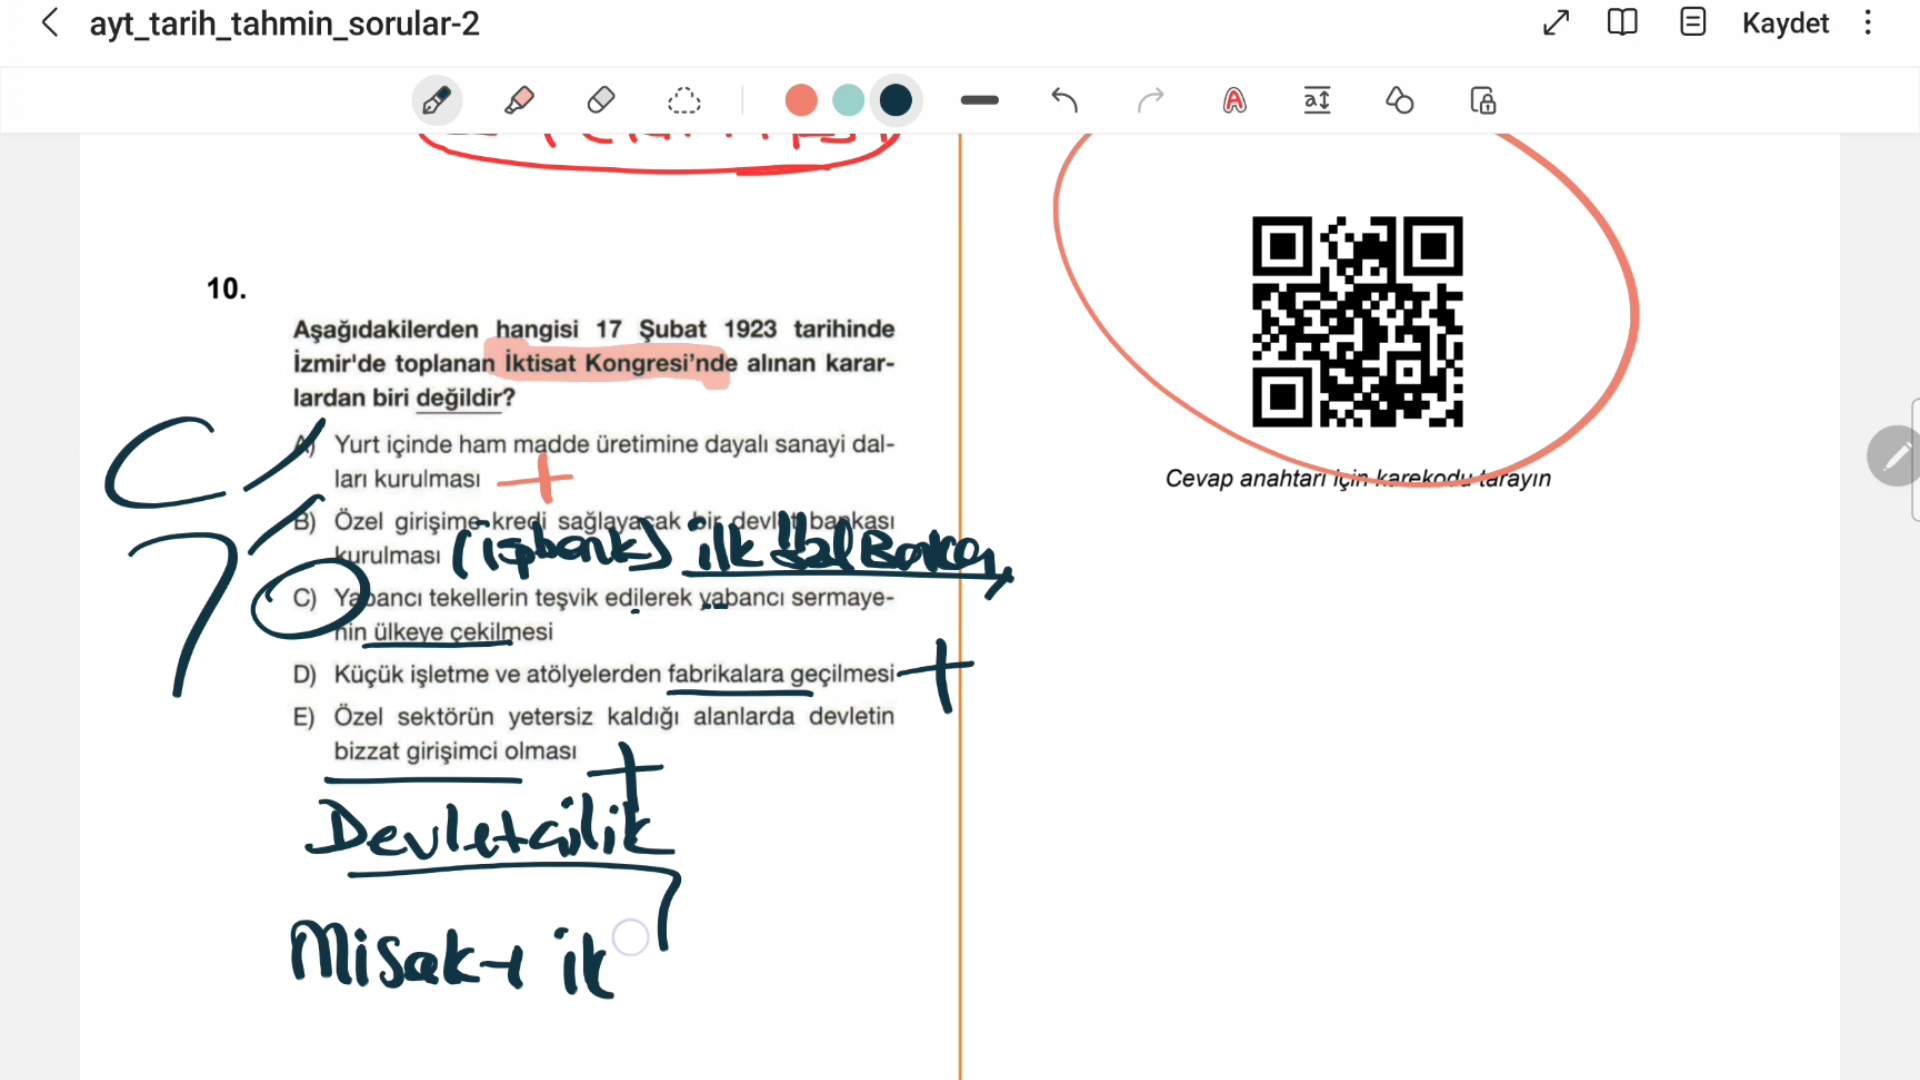 ayt_tarih_tahmin_sorular-2
Kaydet
10.
Aşağıdakilerden hangisi 17 Şubat 1923 tarihinde
İzmir'de toplanan İktisat Kongresi'nde alınan karar-
lardan biri değildir?
A) Yurt içinde ham madde üretimine dayalı sanayi dal-
ları kurulması +
B) Özel girişime kredi sağlayacak bir devlet bankası
kurulması (işbank) ilk özel Banka
C) Yabancı tekellerin teşvik edilerek yabancı sermaye-
nin ülkeye çekilmesi
D) Küçük işletme ve atölyelerden fabrikalara geçilmesi +
E) Özel sektörün yetersiz kaldığı alanlarda devletin
bizzat girişimci olması +
Devletçilik
Misak-ı ik
Cevap anahtarı için karekodu tarayın